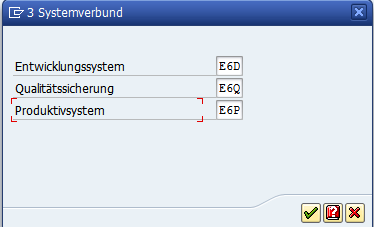 3 Systemverbund
Entwicklungssystem E6D
Qualitätssicherung E6Q
Produktivsystem E6P